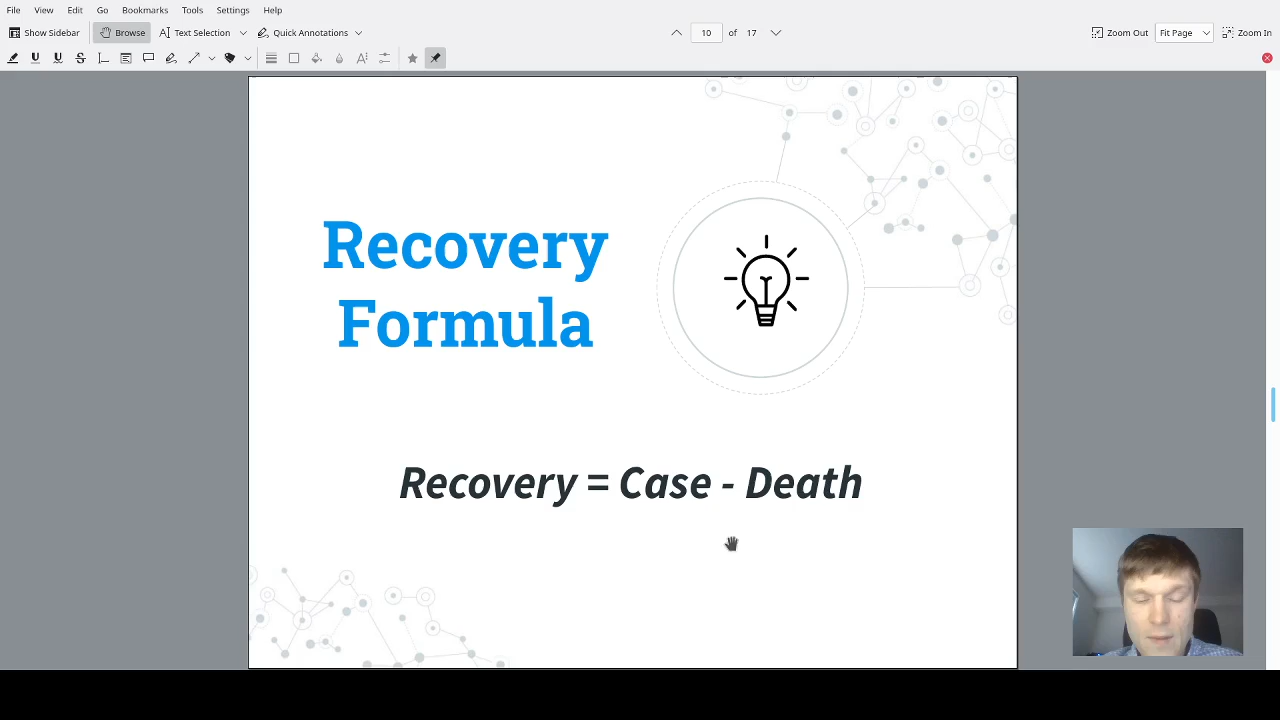 File View Edit Go Bookmarks Tools Settings Help
Show Sidebar Browse Text Selection Quick Annotations 10 of 17 Zoom Out Fit Page Zoom In
Recovery
Formula
Recovery = Case - Death